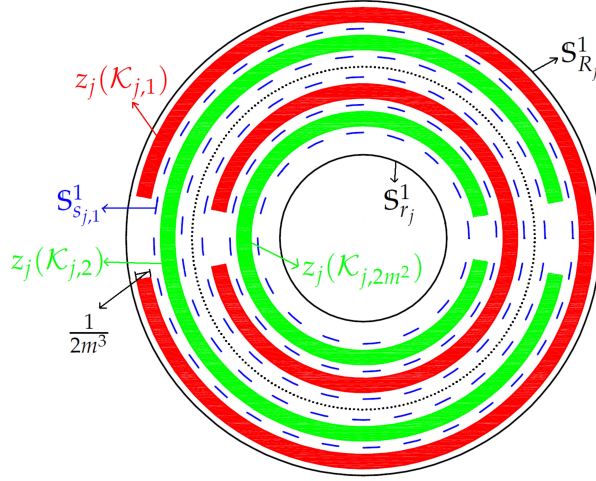 𝕊¹_{R_j}
z_j(𝒦_{j,1})
𝕊¹_{s_{j,1}}
𝕊¹_{r_j}
z_j(𝒦_{j,2})
z_j(𝒦_{j,2m²})
1/2m³